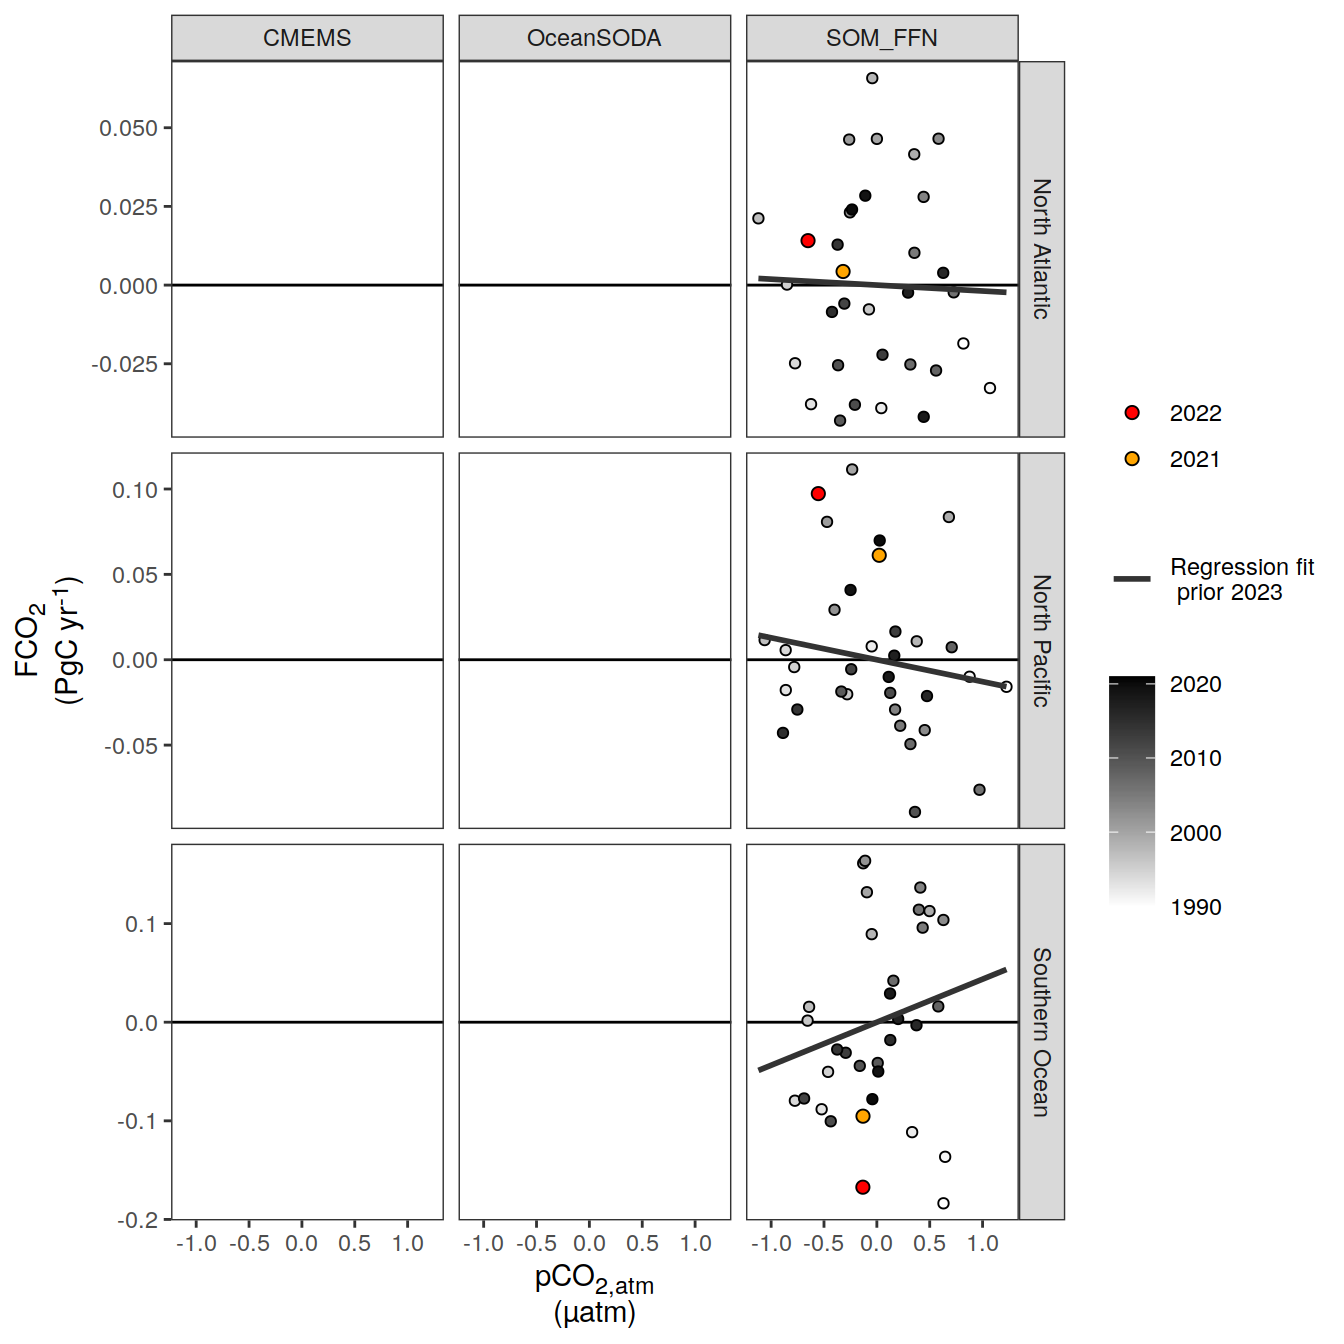 CMEMS OceanSODA SOM_FFN
0.050
0.025
0.000
-0.025
North Atlantic
0.10
0.05
0.00
-0.05
North Pacific
0.1
0.0
-0.1
-0.2
Southern Ocean
-1.0 -0.5 0.0 0.5 1.0 -1.0 -0.5 0.0 0.5 1.0 -1.0 -0.5 0.0 0.5 1.0
FCO₂
(PgC yr⁻¹)
pCO₂,ₐₜₘ
(µatm)
2022
2021
Regression fit
prior 2023
2020
2010
2000
1990